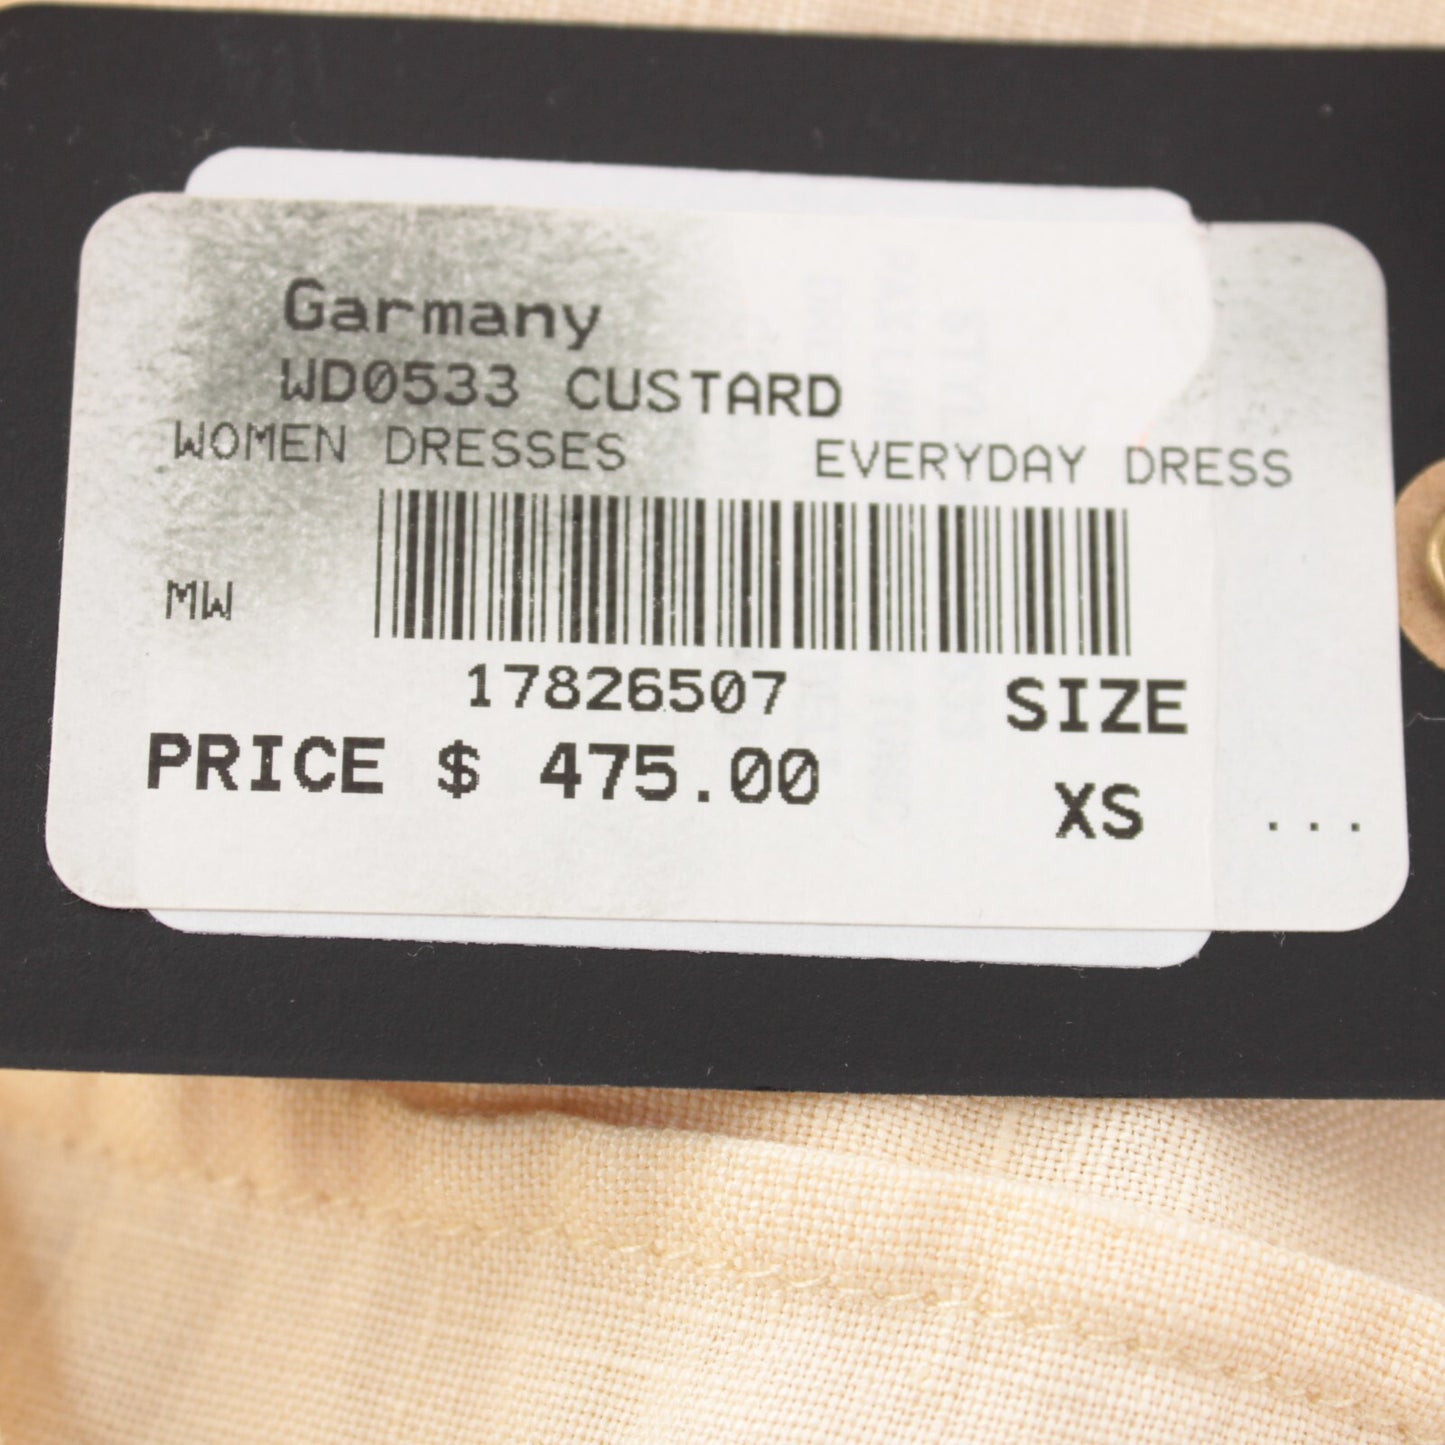 Garmany
WD0533 CUSTARD
WOMEN DRESSES EVERYDAY DRESS
MW
17826507 SIZE
PRICE $ 475.00
XS ...